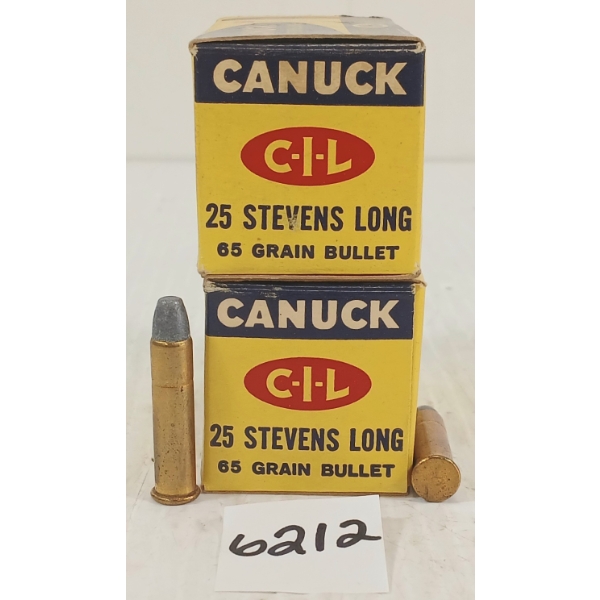 CANUCK
C-I-L
25 STEVENS LONG
65 GRAIN BULLET
CANUCK
C-I-L
25 STEVENS LONG
65 GRAIN BULLET
6212